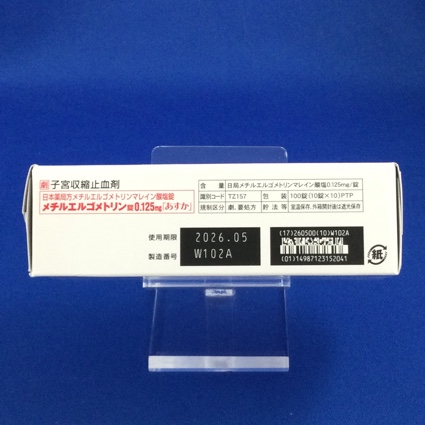 劇 子宮収縮止血剤
日本薬局方メチルエルゴメトリンマレイン酸塩錠
メチルエルゴメトリン錠0.125mg「あすか」
含量 日局メチルエルゴメトリンマレイン酸塩0.125mg/錠
識別コード TZ157 包装 100錠(10錠×10)PTP
規制区分 劇、要処方 貯法等 室温保存、外箱開封後は遮光保存
使用期限 2026.05
製造番号 W102A
(17)260500(10)W102A
(01)14987123152041
紙